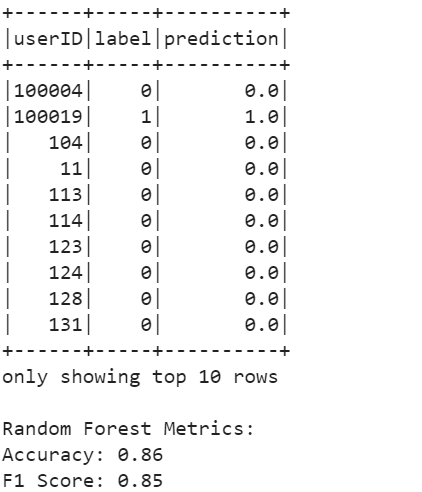 +------+-----+----------+
|userID|label|prediction|
+------+-----+----------+
|100004|    0|       0.0|
|100019|    1|       1.0|
|   104|    0|       0.0|
|    11|    0|       0.0|
|   113|    0|       0.0|
|   114|    0|       0.0|
|   123|    0|       0.0|
|   124|    0|       0.0|
|   128|    0|       0.0|
|   131|    0|       0.0|
+------+-----+----------+
only showing top 10 rows

Random Forest Metrics:
Accuracy: 0.86
F1 Score: 0.85